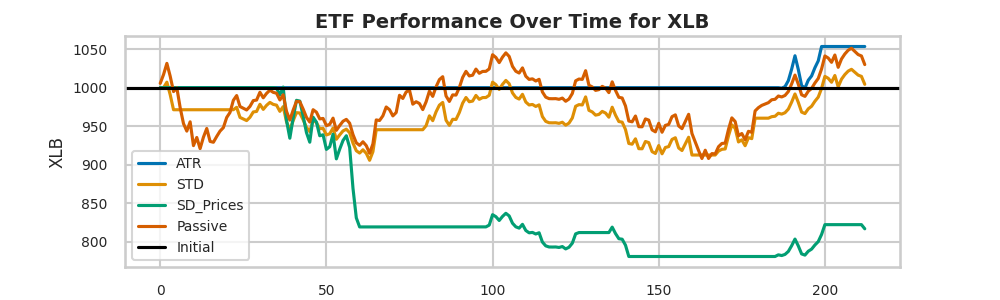 ETF Performance Over Time for XLB
XLB
1050
1000
950
900
850
800
ATR
STD
SD_Prices
Passive
Initial
0 50 100 150 200